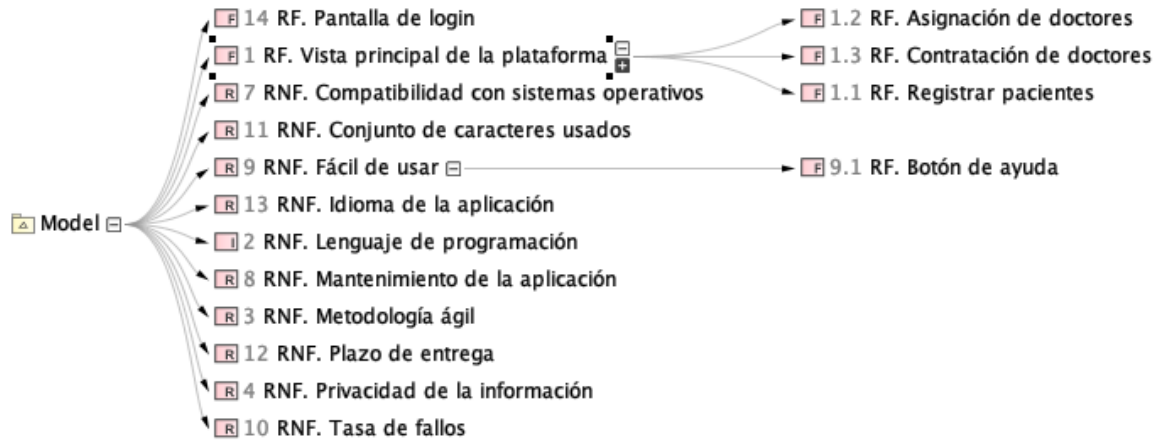 F 14 RF. Pantalla de login
F 1.2 RF. Asignación de doctores
F 1 RF. Vista principal de la plataforma
F 1.3 RF. Contratación de doctores
R 7 RNF. Compatibilidad con sistemas operativos
F 1.1 RF. Registrar pacientes
R 11 RNF. Conjunto de caracteres usados
R 9 RNF. Fácil de usar
F 9.1 RF. Botón de ayuda
R 13 RNF. Idioma de la aplicación
Model
I 2 RNF. Lenguaje de programación
R 8 RNF. Mantenimiento de la aplicación
R 3 RNF. Metodología ágil
R 12 RNF. Plazo de entrega
R 4 RNF. Privacidad de la información
R 10 RNF. Tasa de fallos